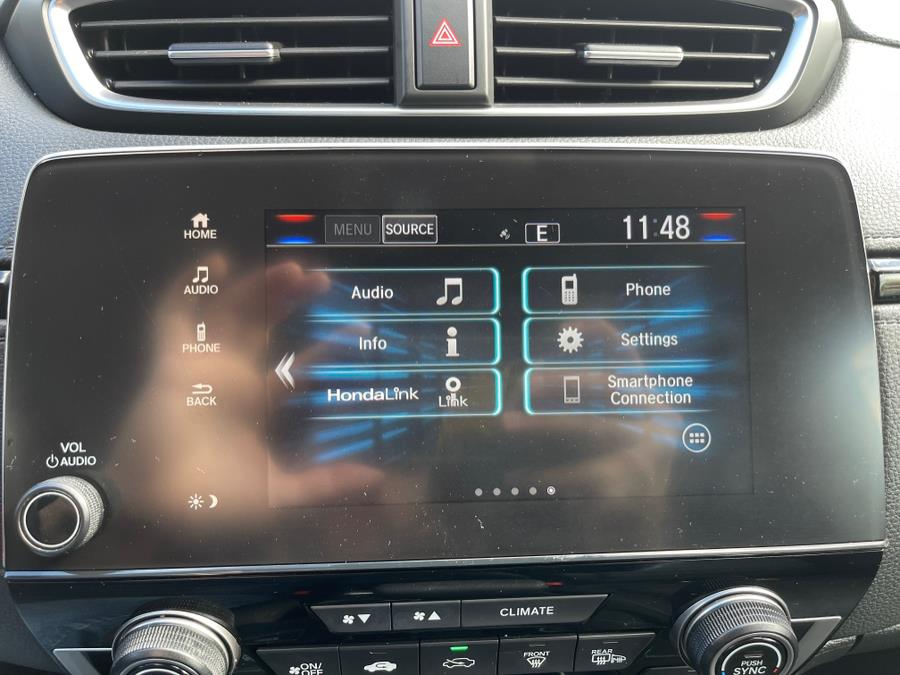 HOME
AUDIO
PHONE
BACK
VOL
AUDIO
MENU SOURCE E 11:48
Audio Phone
Info Settings
HondaLink Link Smartphone
Connection
CLIMATE
ON/
OFF
FRONT
REAR
PUSH
SYNC